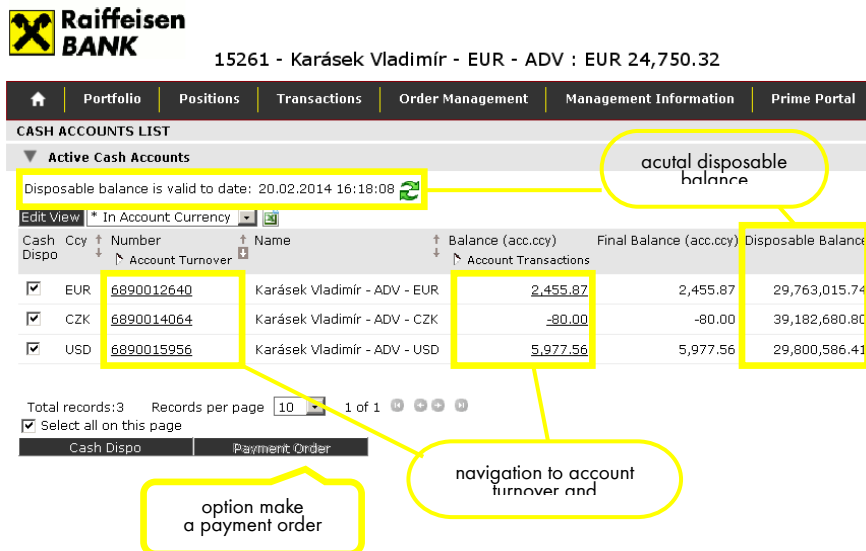 Raiffeisen
BANK
15261 - Karásek Vladimír - EUR - ADV : EUR 24,750.32
Portfolio Positions Transactions Order Management Management Information Prime Portal
CASH ACCOUNTS LIST
Active Cash Accounts
acutal disposable
balance
Disposable balance is valid to date: 20.02.2014 16:18:08
Edit View * In Account Currency
Cash Ccy Number Name Balance (acc.ccy) Final Balance (acc.ccy) Disposable Balance
Dispo Account Turnover Account Transactions
EUR 6890012640 Karásek Vladimír - ADV - EUR 2,455.87 2,455.87 29,763,015.74
CZK 6890014064 Karásek Vladimír - ADV - CZK -80.00 -80.00 39,182,680.80
USD 6890015956 Karásek Vladimír - ADV - USD 5,977.56 5,977.56 29,800,586.41
Total records:3 Records per page 10 1 of 1
Select all on this page
Cash Dispo Payment Order
navigation to account
turnover and
option make
a payment order